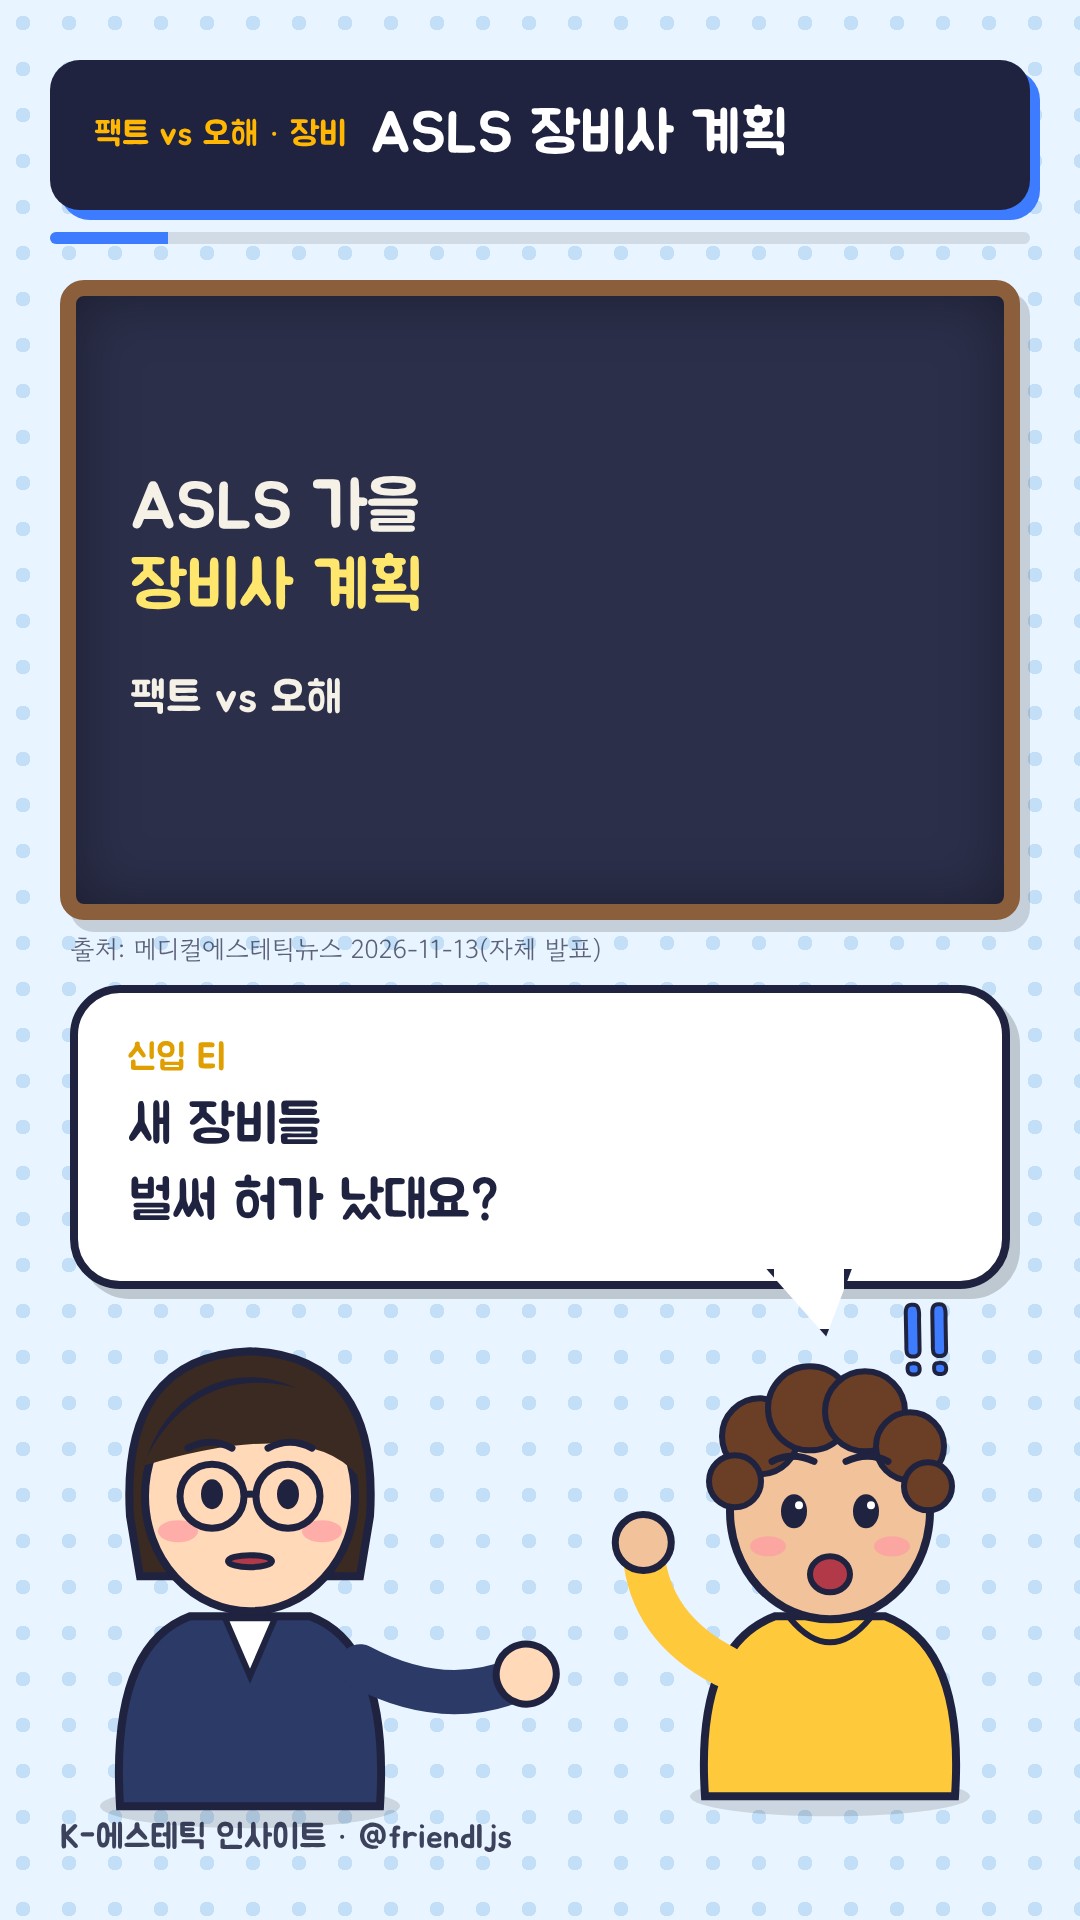 팩트 vs 오해 · 장비 ASLS 장비사 계획
ASLS 가을
장비사 계획
팩트 vs 오해
출처: 메디컬에스테틱뉴스 2026-11-13(자체 발표)
신입 티
새 장비들
벌써 허가 났대요?
!!
K-에스테틱 인사이트 · @friendljs